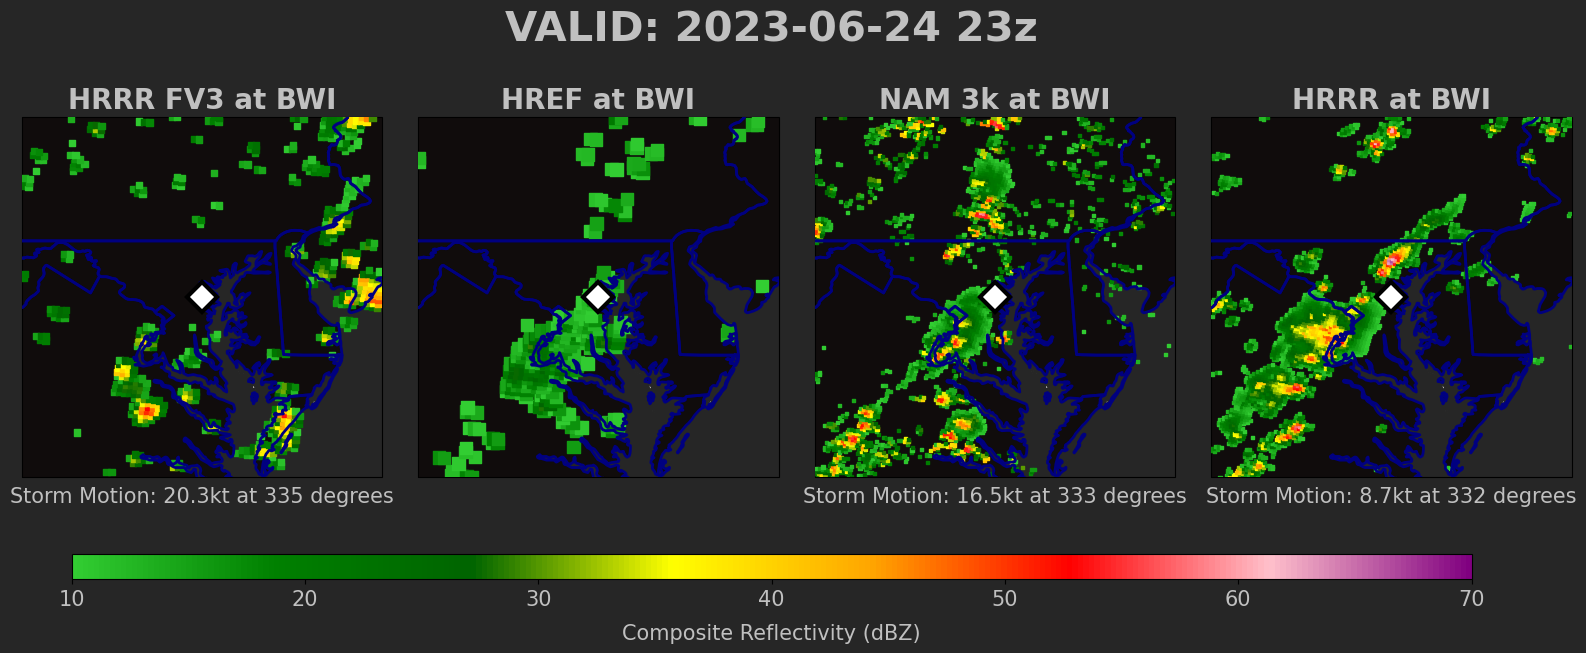 VALID: 2023-06-24 23z
HRRR FV3 at BWI
HREF at BWI
NAM 3k at BWI
HRRR at BWI
Storm Motion: 20.3kt at 335 degrees
Storm Motion: 16.5kt at 333 degrees
Storm Motion: 8.7kt at 332 degrees
10 20 30 40 50 60 70
Composite Reflectivity (dBZ)